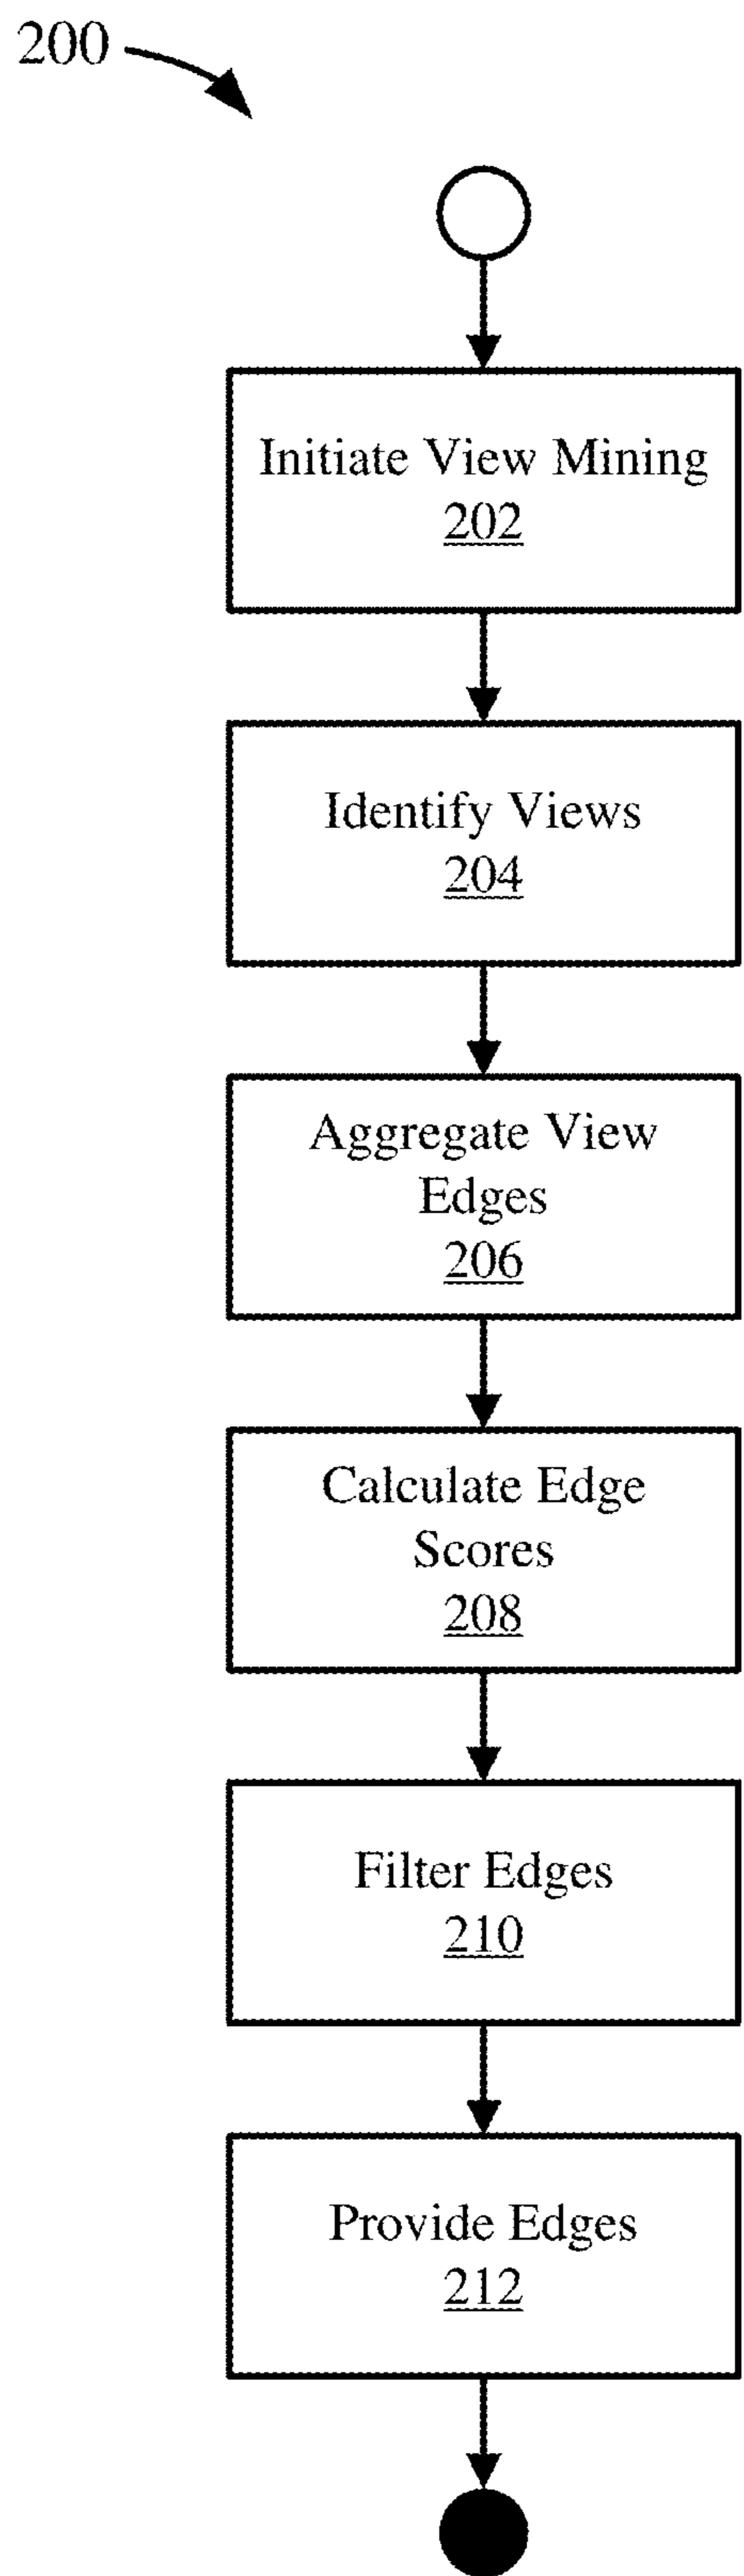 200
Initiate View Mining
202
Identify Views
204
Aggregate View
Edges
206
Calculate Edge
Scores
208
Filter Edges
210
Provide Edges
212